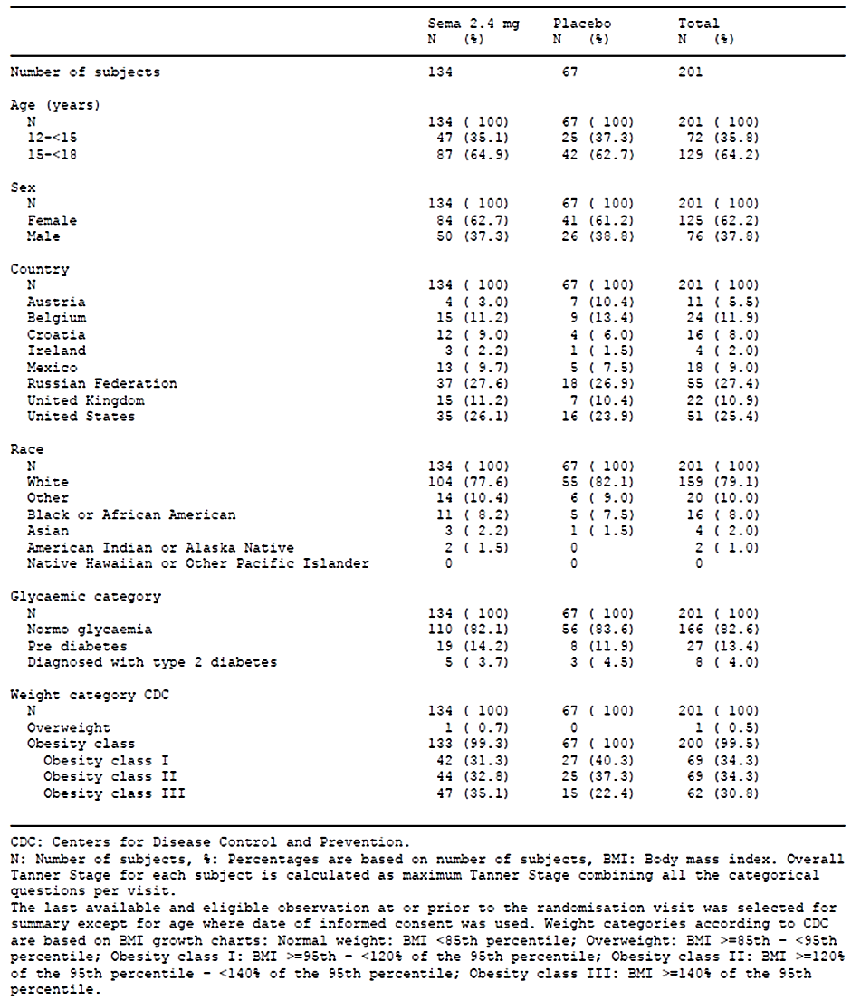 Sema 2.4 mg Placebo Total
N (%) N (%) N (%)
Number of subjects 134 67 201
Age (years)
N 134 ( 100) 67 ( 100) 201 ( 100)
12-<15 47 (35.1) 25 (37.3) 72 (35.8)
15-<18 87 (64.9) 42 (62.7) 129 (64.2)
Sex
N 134 ( 100) 67 ( 100) 201 ( 100)
Female 84 (62.7) 41 (61.2) 125 (62.2)
Male 50 (37.3) 26 (38.8) 76 (37.8)
Country
N 134 ( 100) 67 ( 100) 201 ( 100)
Austria 4 ( 3.0) 7 (10.4) 11 ( 5.5)
Belgium 15 (11.2) 9 (13.4) 24 (11.9)
Croatia 12 ( 9.0) 4 ( 6.0) 16 ( 8.0)
Ireland 3 ( 2.2) 1 ( 1.5) 4 ( 2.0)
Mexico 13 ( 9.7) 5 ( 7.5) 18 ( 9.0)
Russian Federation 37 (27.6) 18 (26.9) 55 (27.4)
United Kingdom 15 (11.2) 7 (10.4) 22 (10.9)
United States 35 (26.1) 16 (23.9) 51 (25.4)
Race
N 134 ( 100) 67 ( 100) 201 ( 100)
White 104 (77.6) 55 (82.1) 159 (79.1)
Other 14 (10.4) 6 ( 9.0) 20 (10.0)
Black or African American 11 ( 8.2) 5 ( 7.5) 16 ( 8.0)
Asian 3 ( 2.2) 1 ( 1.5) 4 ( 2.0)
American Indian or Alaska Native 2 ( 1.5) 0 2 ( 1.0)
Native Hawaiian or Other Pacific Islander 0 0 0
Glycaemic category
N 134 ( 100) 67 ( 100) 201 ( 100)
Normo glycaemia 110 (82.1) 56 (83.6) 166 (82.6)
Pre diabetes 19 (14.2) 8 (11.9) 27 (13.4)
Diagnosed with type 2 diabetes 5 ( 3.7) 3 ( 4.5) 8 ( 4.0)
Weight category CDC
N 134 ( 100) 67 ( 100) 201 ( 100)
Overweight 1 ( 0.7) 0 1 ( 0.5)
Obesity class 133 (99.3) 67 ( 100) 200 (99.5)
Obesity class I 42 (31.3) 27 (40.3) 69 (34.3)
Obesity class II 44 (32.8) 25 (37.3) 69 (34.3)
Obesity class III 47 (35.1) 15 (22.4) 62 (30.8)
CDC: Centers for Disease Control and Prevention.
N: Number of subjects, %: Percentages are based on number of subjects, BMI: Body mass index. Overall
Tanner Stage for each subject is calculated as maximum Tanner Stage combining all the categorical
questions per visit.
The last available and eligible observation at or prior to the randomisation visit was selected for
summary except for age where date of informed consent was used. Weight categories according to CDC
are based on BMI growth charts: Normal weight: BMI <85th percentile; Overweight: BMI >=85th - <95th
percentile; Obesity class I: BMI >=95th - <120% of the 95th percentile; Obesity class II: BMI >=120%
of the 95th percentile - <140% of the 95th percentile; Obesity class III: BMI >=140% of the 95th
percentile.